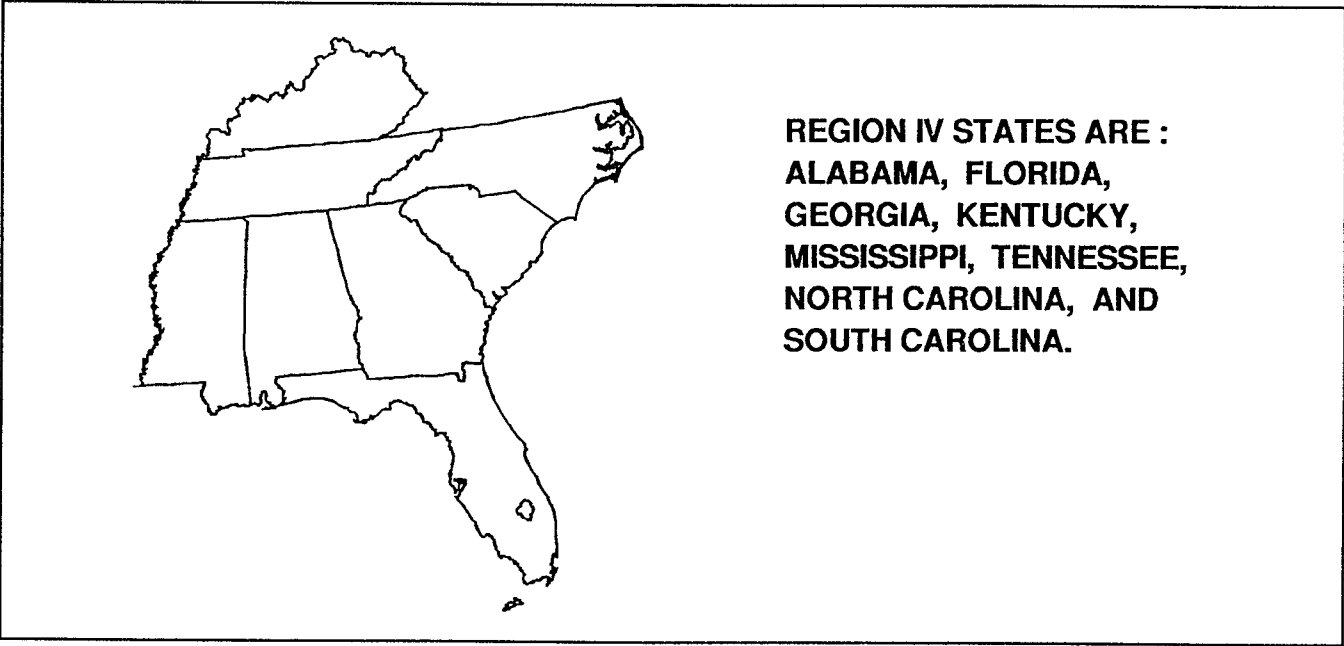 REGION IV STATES ARE :
ALABAMA, FLORIDA,
GEORGIA, KENTUCKY,
MISSISSIPPI, TENNESSEE,
NORTH CAROLINA, AND
SOUTH CAROLINA.